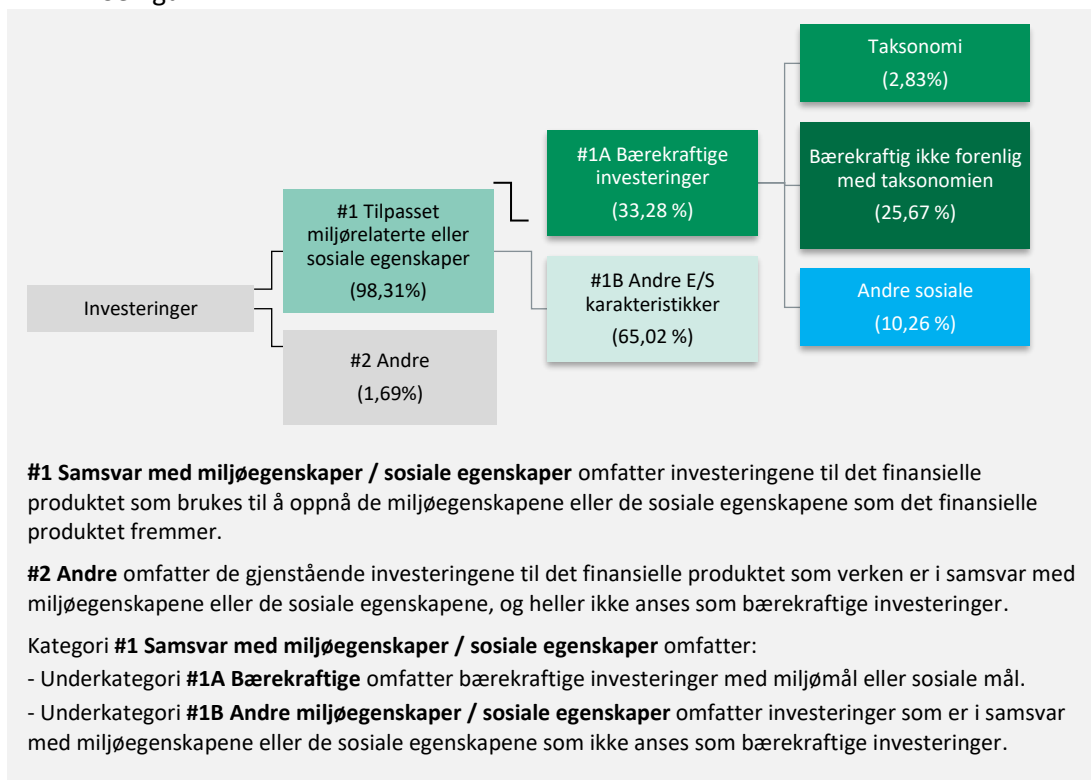 Taksonomi
(2,83%)
#1A Bærekraftige
investeringer
(33,28 %)
Bærekraftig ikke forenlig
med taksonomien
(25,67 %)
#1 Tilpasset
miljørelaterte eller
sosiale egenskaper
(98,31%)
Investeringer
#1B Andre E/S
karakteristikker
(65,02 %)
Andre sosiale
(10,26 %)
#2 Andre
(1,69%)
#1 Samsvar med miljøegenskaper / sosiale egenskaper omfatter investeringene til det finansielle
produktet som brukes til å oppnå de miljøegenskapene eller de sosiale egenskapene som det finansielle
produktet fremmer.
#2 Andre omfatter de gjenstående investeringene til det finansielle produktet som verken er i samsvar med
miljøegenskapene eller de sosiale egenskapene, og heller ikke anses som bærekraftige investeringer.
Kategori #1 Samsvar med miljøegenskaper / sosiale egenskaper omfatter:
- Underkategori #1A Bærekraftige omfatter bærekraftige investeringer med miljømål eller sosiale mål.
- Underkategori #1B Andre miljøegenskaper / sosiale egenskaper omfatter investeringer som er i samsvar
med miljøegenskapene eller de sosiale egenskapene som ikke anses som bærekraftige investeringer.